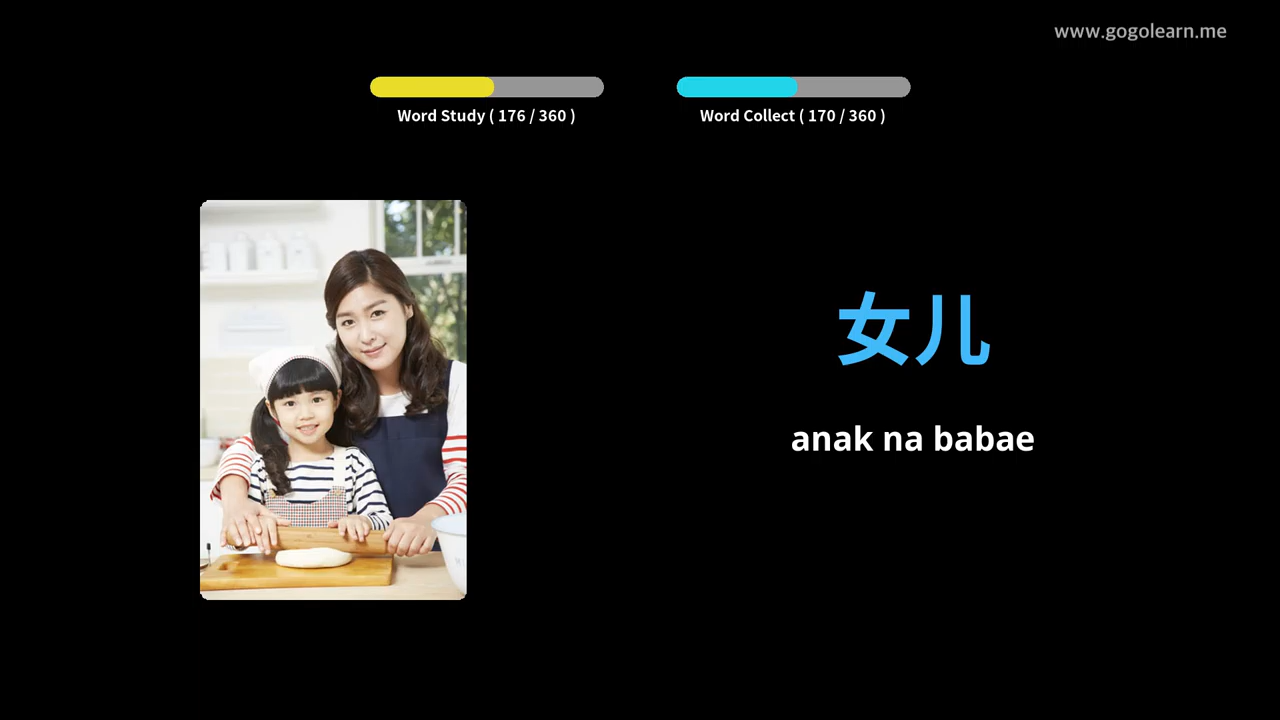 www.gogolearn.me
Word Study ( 176 / 360 )
Word Collect ( 170 / 360 )
女儿
anak na babae